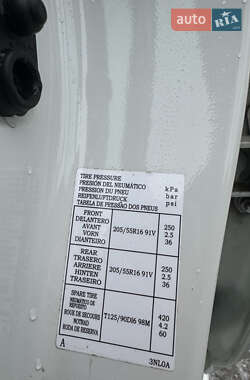 AUTO RIA
TIRE PRESSURE
PRESIÓN DEL NEUMÁTICO
PRESSION DU PNEU
REIFENLUFTDRUCK
TABELA DE PRESSÃO DOS PNEUS
kPa
bar
psi
FRONT
DELANTERO
AVANT
VORN
DIANTEIRO
205/55R16 91V
250
2.5
36
REAR
TRASERO
ARRIERE
HINTEN
TRASEIRO
205/55R16 91V
250
2.5
36
SPARE TIRE
NEUMÁTICO DE
REPUESTO
ROUE DE SECOURS
NOTRAD
RODA DE RESERVA
T125/90D16 98M
420
4.2
60
A
3NL0A